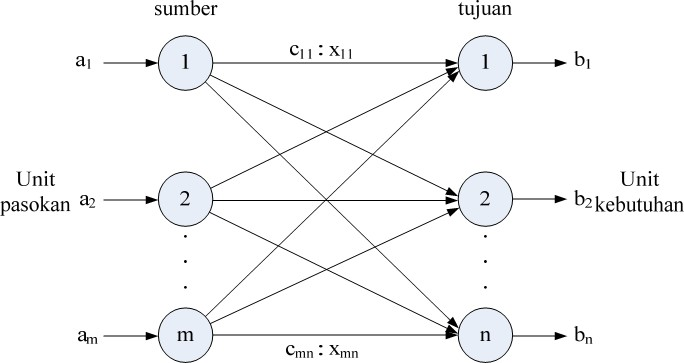 sumber
tujuan
a₁
1
c₁₁ : x₁₁
1
b₁
Unit
pasokan
a₂
2
2
b₂
Unit
kebutuhan
.
.
.
.
.
.
aₘ
m
cₘₙ : xₘₙ
n
bₙ